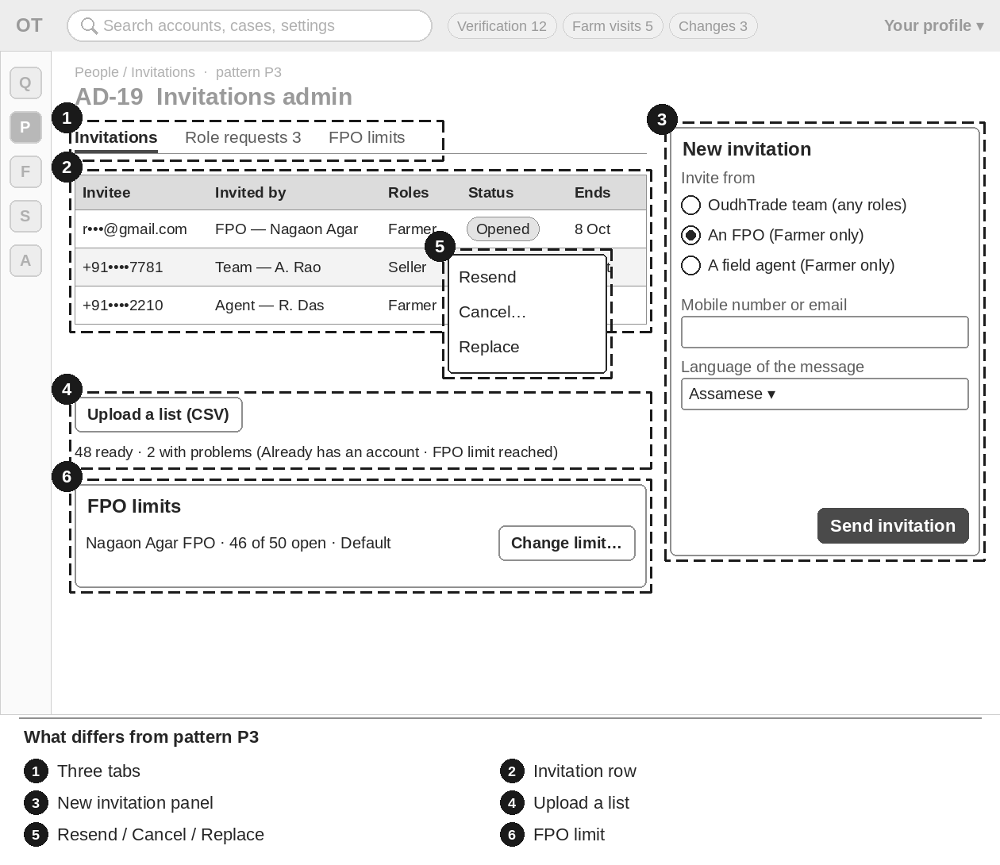 OT
Search accounts, cases, settings
Verification 12
Farm visits 5
Changes 3
Your profile ▾
Q
P
F
S
A
People / Invitations · pattern P3
AD-19 Invitations admin
1
Invitations Role requests 3 FPO limits
2
Invitee Invited by Roles Status Ends
r•••@gmail.com FPO — Nagaon Agar Farmer Opened 8 Oct
+91••••7781 Team — A. Rao Seller
+91••••2210 Agent — R. Das Farmer
5
Resend
Cancel…
Replace
4
Upload a list (CSV)
48 ready · 2 with problems (Already has an account · FPO limit reached)
6
FPO limits
Nagaon Agar FPO · 46 of 50 open · Default
Change limit…
3
New invitation
Invite from
OudhTrade team (any roles)
An FPO (Farmer only)
A field agent (Farmer only)
Mobile number or email
Language of the message
Assamese ▾
Send invitation
What differs from pattern P3
1 Three tabs
2 Invitation row
3 New invitation panel
4 Upload a list
5 Resend / Cancel / Replace
6 FPO limit